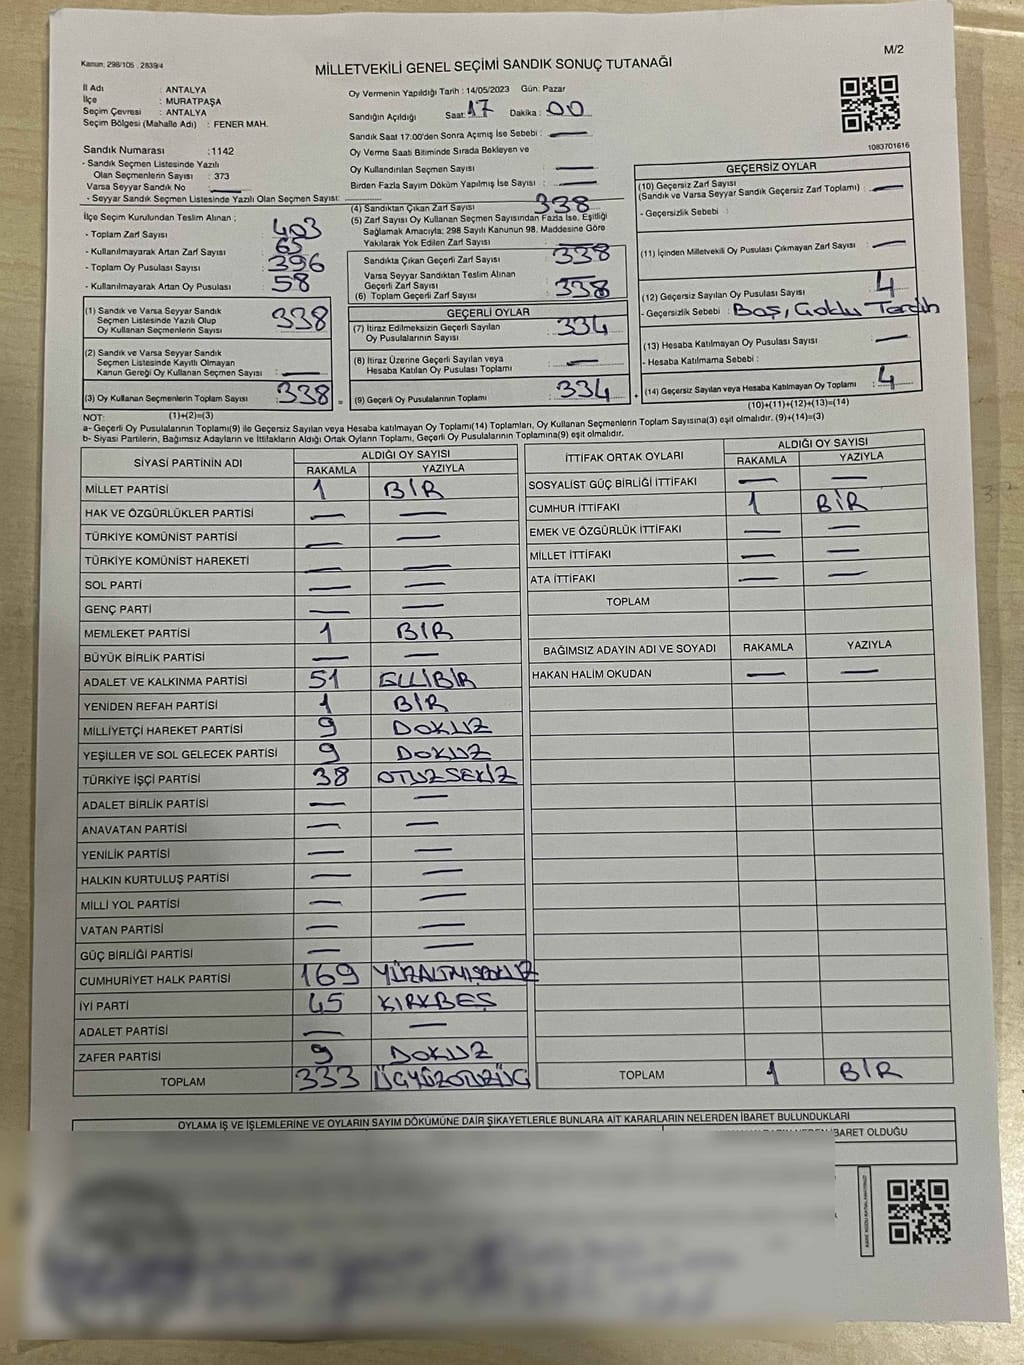 M/2
Kanun; 298/105 , 2839/4
MİLLETVEKİLİ GENEL SEÇİMİ SANDIK SONUÇ TUTANAĞI
İl Adı : ANTALYA
İlçe : MURATPAŞA
Seçim Çevresi : ANTALYA
Seçim Bölgesi (Mahalle Adı) : FENER MAH.
Sandık Numarası :1142
- Sandık Seçmen Listesinde Yazılı
Olan Seçmenlerin Sayısı : 373
Varsa Seyyar Sandık No —
- Seyyar Sandık Seçmen Listesinde Yazılı Olan Seçmen Sayısı:
Oy Vermenin Yapıldığı Tarih : 14/05/2023 Gün: Pazar
Sandığın Açıldığı Saat: 17 Dakika : 00
Sandık Saat 17:00'den Sonra Açımış İse Sebebi : —
Oy Verme Saati Bitiminde Sırada Bekleyen ve
Oy Kullandırılan Seçmen Sayısı : —
Birden Fazla Sayım Döküm Yapılmış İse Sayısı : —
1083701616
İlçe Seçim Kurulundan Teslim Alınan ;
- Toplam Zarf Sayısı : 403
- Kullanılmayarak Artan Zarf Sayısı : 65
- Toplam Oy Pusulası Sayısı : 396
- Kullanılmayarak Artan Oy Pusulası : 58
(4) Sandıktan Çıkan Zarf Sayısı : 338
(5) Zarf Sayısı Oy Kullanan Seçmen Sayısından Fazla İse, Eşitliği
Sağlamak Amacıyla; 298 Sayılı Kanunun 98. Maddesine Göre
Yakılarak Yok Edilen Zarf Sayısı : —
Sandıkta Çıkan Geçerli Zarf Sayısı : 338
Varsa Seyyar Sandıktan Teslim Alınan
Geçerli Zarf Sayısı : —
(6) Toplam Geçerli Zarf Sayısı : 338
GEÇERSİZ OYLAR
(10) Geçersiz Zarf Sayısı
(Sandık ve Varsa Seyyar Sandık Geçersiz Zarf Toplamı) : —
- Geçersizlik Sebebi :
(11) İçinden Milletvekili Oy Pusulası Çıkmayan Zarf Sayısı : —
(12) Geçersiz Sayılan Oy Pusulası Sayısı : 4
- Geçersizlik Sebebi : Boş, Çoklu Tercih
(13) Hesaba Katılmayan Oy Pusulası Sayısı : —
- Hesaba Katılmama Sebebi :
(14) Geçersiz Sayılan veya Hesaba Katılmayan Oy Toplamı : 4
(1) Sandık ve Varsa Seyyar Sandık
Seçmen Listesinde Yazılı Olup
Oy Kullanan Seçmenlerin Sayısı : 338
(2) Sandık ve Varsa Seyyar Sandık
Seçmen Listesinde Kayıtlı Olmayan
Kanun Gereği Oy Kullanan Seçmen Sayısı : —
(3) Oy Kullanan Seçmenlerin Toplam Sayısı : 338 =
GEÇERLİ OYLAR
(7) İtiraz Edilmeksizin Geçerli Sayılan
Oy Pusulalarının Sayısı : 334
(8) İtiraz Üzerine Geçerli Sayılan veya
Hesaba Katılan Oy Pusulası Toplamı : —
(9) Geçerli Oy Pusulalarının Toplamı : 334 +
NOT: (1)+(2)=(3) (10)+(11)+(12)+(13)=(14)
a- Geçerli Oy Pusulalarının Toplamı(9) ile Geçersiz Sayılan veya Hesaba katılmayan Oy Toplamı(14) Toplamları, Oy Kullanan Seçmenlerin Toplam Sayısına(3) eşit olmalıdır. (9)+(14)=(3)
b- Siyasi Partilerin, Bağımsız Adayların ve İttifakların Aldığı Ortak Oyların Toplamı, Geçerli Oy Pusulalarının Toplamına(9) eşit olmalıdır.
SİYASİ PARTİNİN ADI ALDIĞI OY SAYISI
RAKAMLA YAZIYLA
MİLLET PARTİSİ 1 BİR
HAK VE ÖZGÜRLÜKLER PARTİSİ — —
TÜRKİYE KOMÜNİST PARTİSİ — —
TÜRKİYE KOMÜNİST HAREKETİ — —
SOL PARTİ — —
GENÇ PARTİ — —
MEMLEKET PARTİSİ 1 BİR
BÜYÜK BİRLİK PARTİSİ — —
ADALET VE KALKINMA PARTİSİ 51 ELLİBİR
YENİDEN REFAH PARTİSİ 1 BİR
MİLLİYETÇİ HAREKET PARTİSİ 9 DOKUZ
YEŞİLLER VE SOL GELECEK PARTİSİ 9 DOKUZ
TÜRKİYE İŞÇİ PARTİSİ 38 OTUZSEKİZ
ADALET BİRLİK PARTİSİ — —
ANAVATAN PARTİSİ — —
YENİLİK PARTİSİ — —
HALKIN KURTULUŞ PARTİSİ — —
MİLLİ YOL PARTİSİ — —
VATAN PARTİSİ — —
GÜÇ BİRLİĞİ PARTİSİ — —
CUMHURİYET HALK PARTİSİ 169 YÜZALTMIŞDOKUZ
İYİ PARTİ 45 KIRKBEŞ
ADALET PARTİSİ — —
ZAFER PARTİSİ 9 DOKUZ
TOPLAM 333 ÜÇYÜZOTUZÜÇ
İTTİFAK ORTAK OYLARI ALDIĞI OY SAYISI
RAKAMLA YAZIYLA
SOSYALİST GÜÇ BİRLİĞİ İTTİFAKI — —
CUMHUR İTTİFAKI 1 BİR
EMEK VE ÖZGÜRLÜK İTTİFAKI — —
MİLLET İTTİFAKI — —
ATA İTTİFAKI — —
TOPLAM
BAĞIMSIZ ADAYIN ADI VE SOYADI RAKAMLA YAZIYLA
HAKAN HALİM OKUDAN — —
TOPLAM 1 BİR
OYLAMA İŞ VE İŞLEMLERİNE VE OYLARIN SAYIM DÖKÜMÜNE DAİR ŞİKAYETLERLE BUNLARA AİT KARARLARIN NELERDEN İBARET BULUNDUKLARI
İBARET OLDUĞU